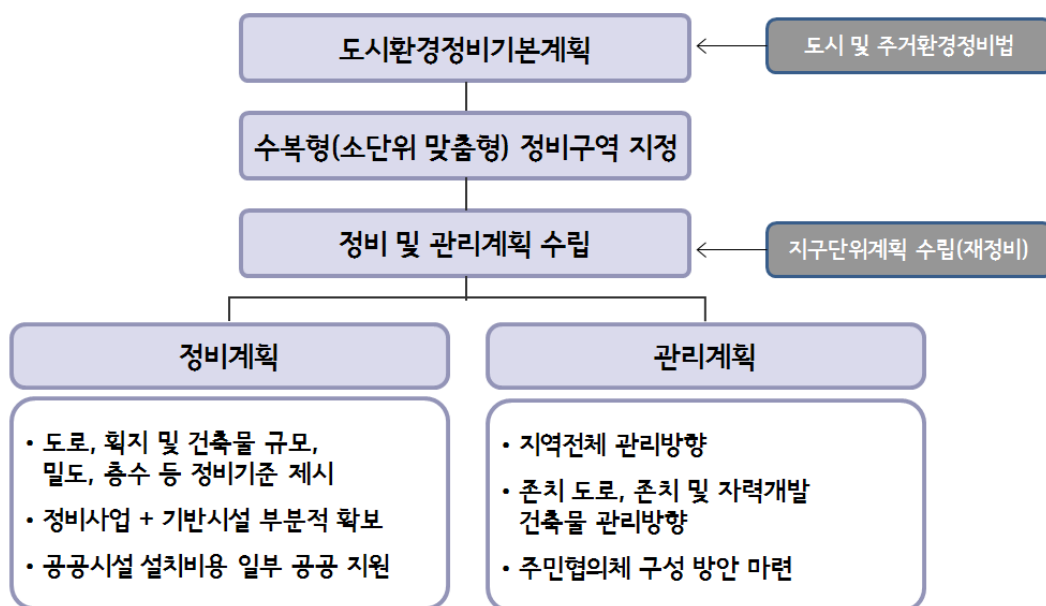 도시환경정비기본계획
도시 및 주거환경정비법
수복형(소단위 맞춤형) 정비구역 지정
정비 및 관리계획 수립
지구단위계획 수립(재정비)
정비계획
• 도로, 획지 및 건축물 규모,
밀도, 층수 등 정비기준 제시
• 정비사업 + 기반시설 부분적 확보
• 공공시설 설치비용 일부 공공 지원
관리계획
• 지역전체 관리방향
• 존치 도로, 존치 및 자력개발
건축물 관리방향
• 주민협의체 구성 방안 마련